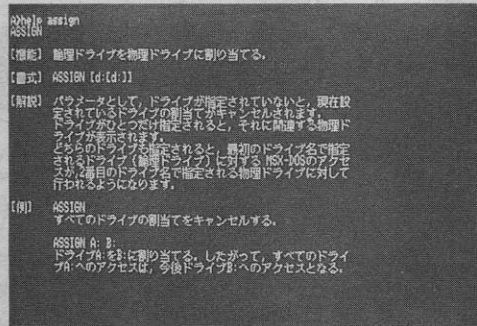 A>help assign
ASSIGN
[機能] 論理ドライブを物理ドライブに割り当てる.
[書式] ASSIGN [d:[d:]]
[解説] パラメータとして, ドライブが指定されていないと, 現在設
定されているドライブの割当てがキャンセルされます.
ドライブがひとつだけ指定されると, それに関連する物理ド
ライブが表示されます.
どちらのドライブも指定されると, 最初のドライブ名で指定
されるドライブ (論理ドライブ) に対する MSX-DOSのアクセ
スが,2番目のドライブ名で指定される物理ドライブに対して
行われるようになります.
[例] ASSIGN
すべてのドライブの割当てをキャンセルする.
ASSIGN A: B:
ドライブA:をB:に割り当てる. したがって, すべてのドライ
ブA:へのアクセスは, 今後ドライブB:へのアクセスとなる.